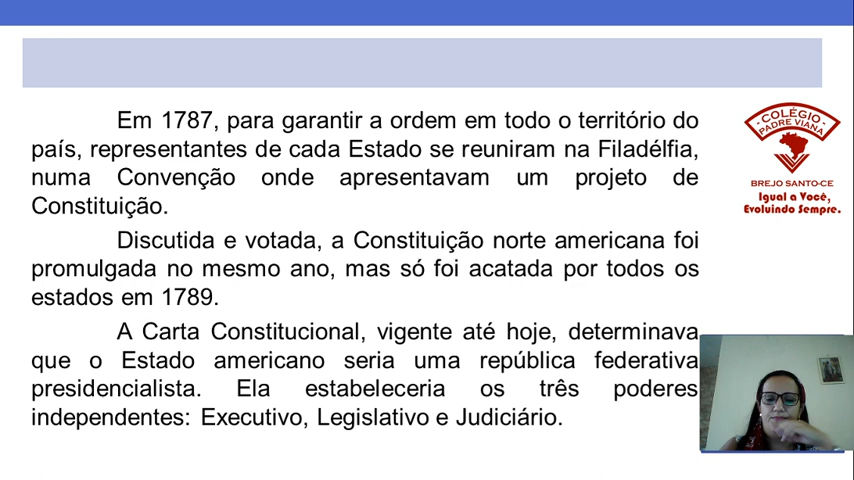 Em 1787, para garantir a ordem em todo o território do
país, representantes de cada Estado se reuniram na Filadélfia,
numa Convenção onde apresentavam um projeto de
Constituição.
Discutida e votada, a Constituição norte americana foi
promulgada no mesmo ano, mas só foi acatada por todos os
estados em 1789.
A Carta Constitucional, vigente até hoje, determinava
que o Estado americano seria uma república federativa
presidencialista. Ela estabeleceria os três poderes
independentes: Executivo, Legislativo e Judiciário.
COLÉGIO
PADRE VIANA
BREJO SANTO-CE
Igual a Você,
Evoluindo Sempre.